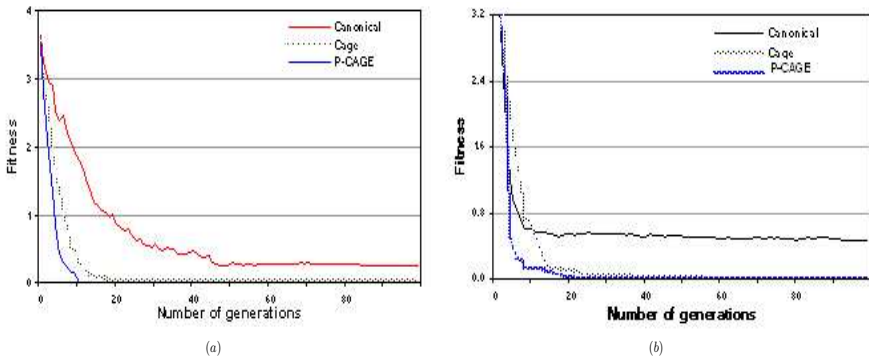 4
3
2
1
0
Fitness
Canonical
Cage
P-CAGE
0
20
40
60
80
Number of generations
(a)
3.2
2.4
1.6
0.8
0.0
Fitness
Canonical
Cage
P-CAGE
0
10
20
40
60
80
Number of generations
(b)